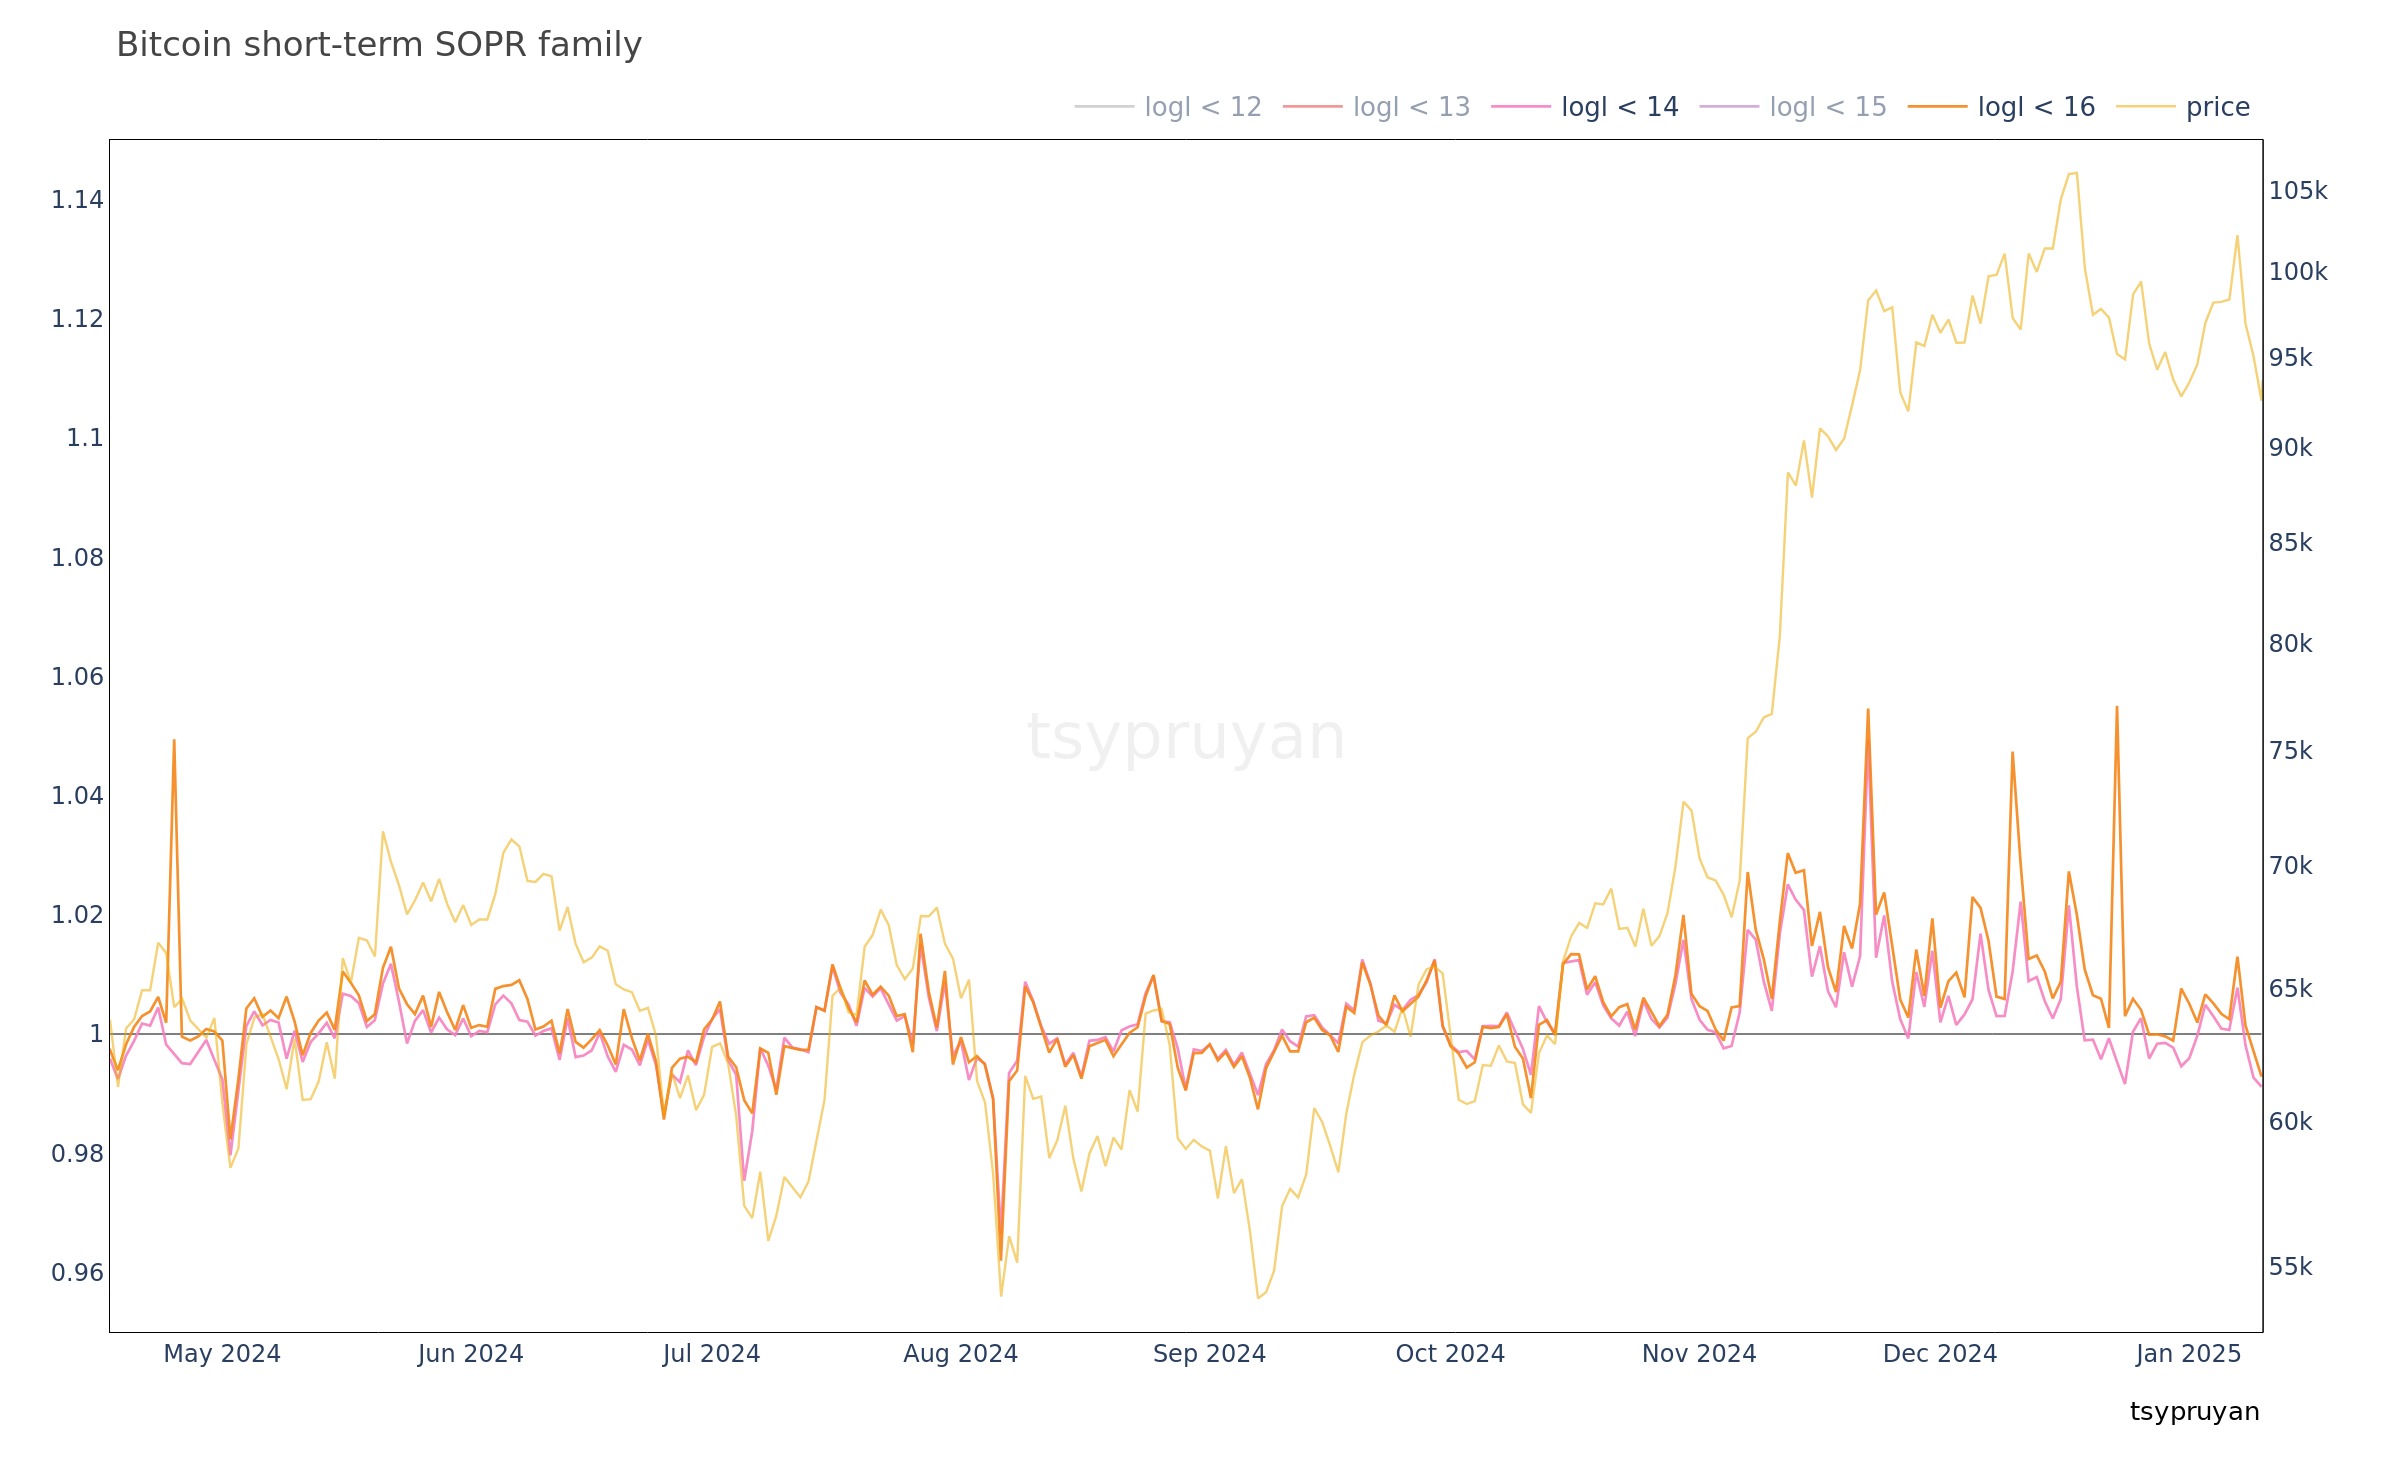 Bitcoin short-term SOPR family
logl < 12 logl < 13 logl < 14 logl < 15 logl < 16 price
1.14
1.12
1.1
1.08
1.06
1.04
1.02
1
0.98
0.96
105k
100k
95k
90k
85k
80k
75k
70k
65k
60k
55k
tsypruyan
May 2024 Jun 2024 Jul 2024 Aug 2024 Sep 2024 Oct 2024 Nov 2024 Dec 2024 Jan 2025
tsypruyan